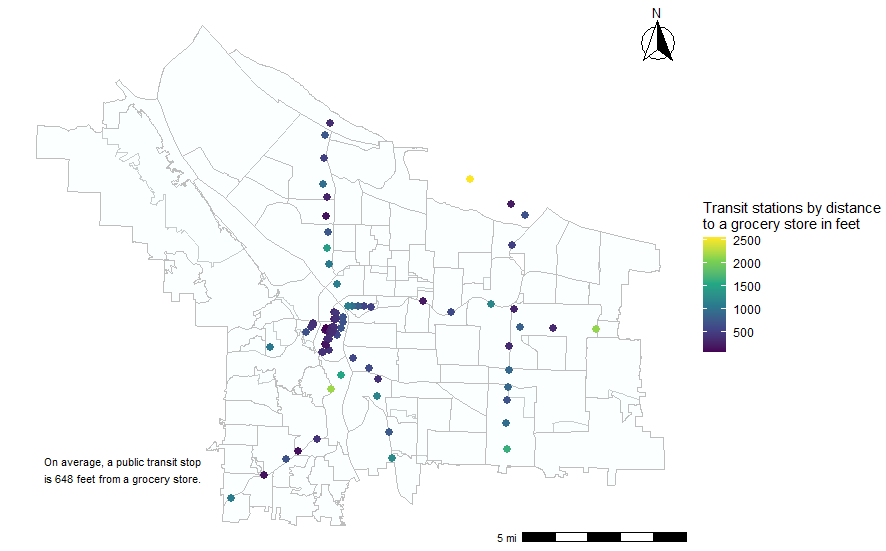 N
Transit stations by distance
to a grocery store in feet
2500
2000
1500
1000
500
On average, a public transit stop
is 648 feet from a grocery store.
5 mi